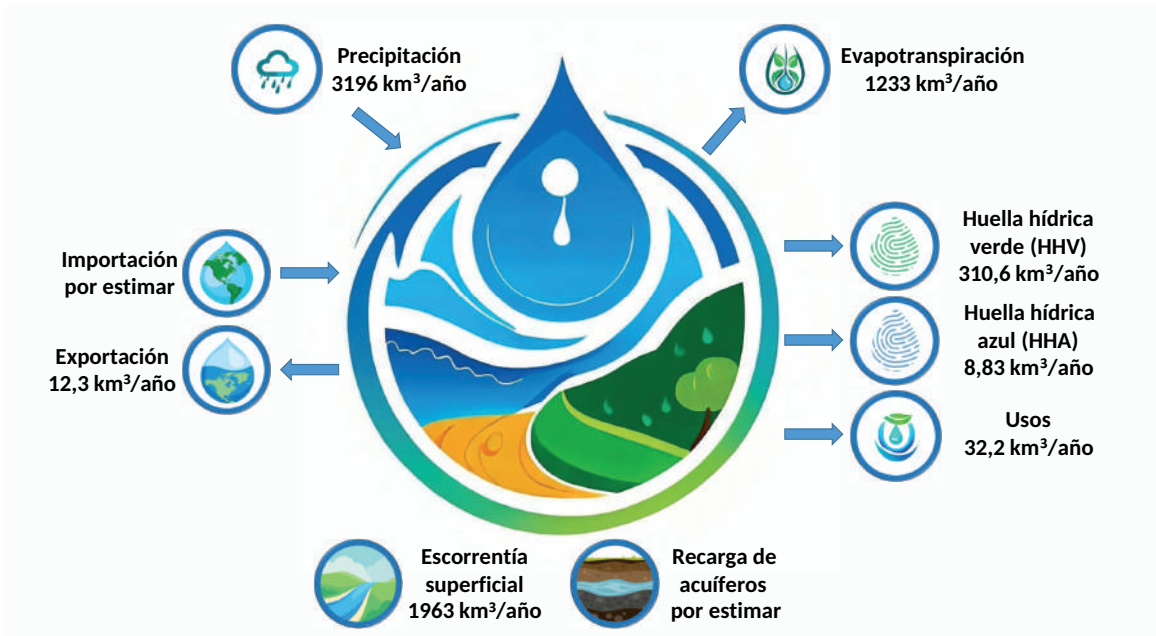 Precipitación
3196 km³/año
Evapotranspiración
1233 km³/año
Importación
por estimar
Exportación
12,3 km³/año
Huella hídrica
verde (HHV)
310,6 km³/año
Huella hídrica
azul (HHA)
8,83 km³/año
Usos
32,2 km³/año
Escorrentía
superficial
1963 km³/año
Recarga de
acuíferos
por estimar